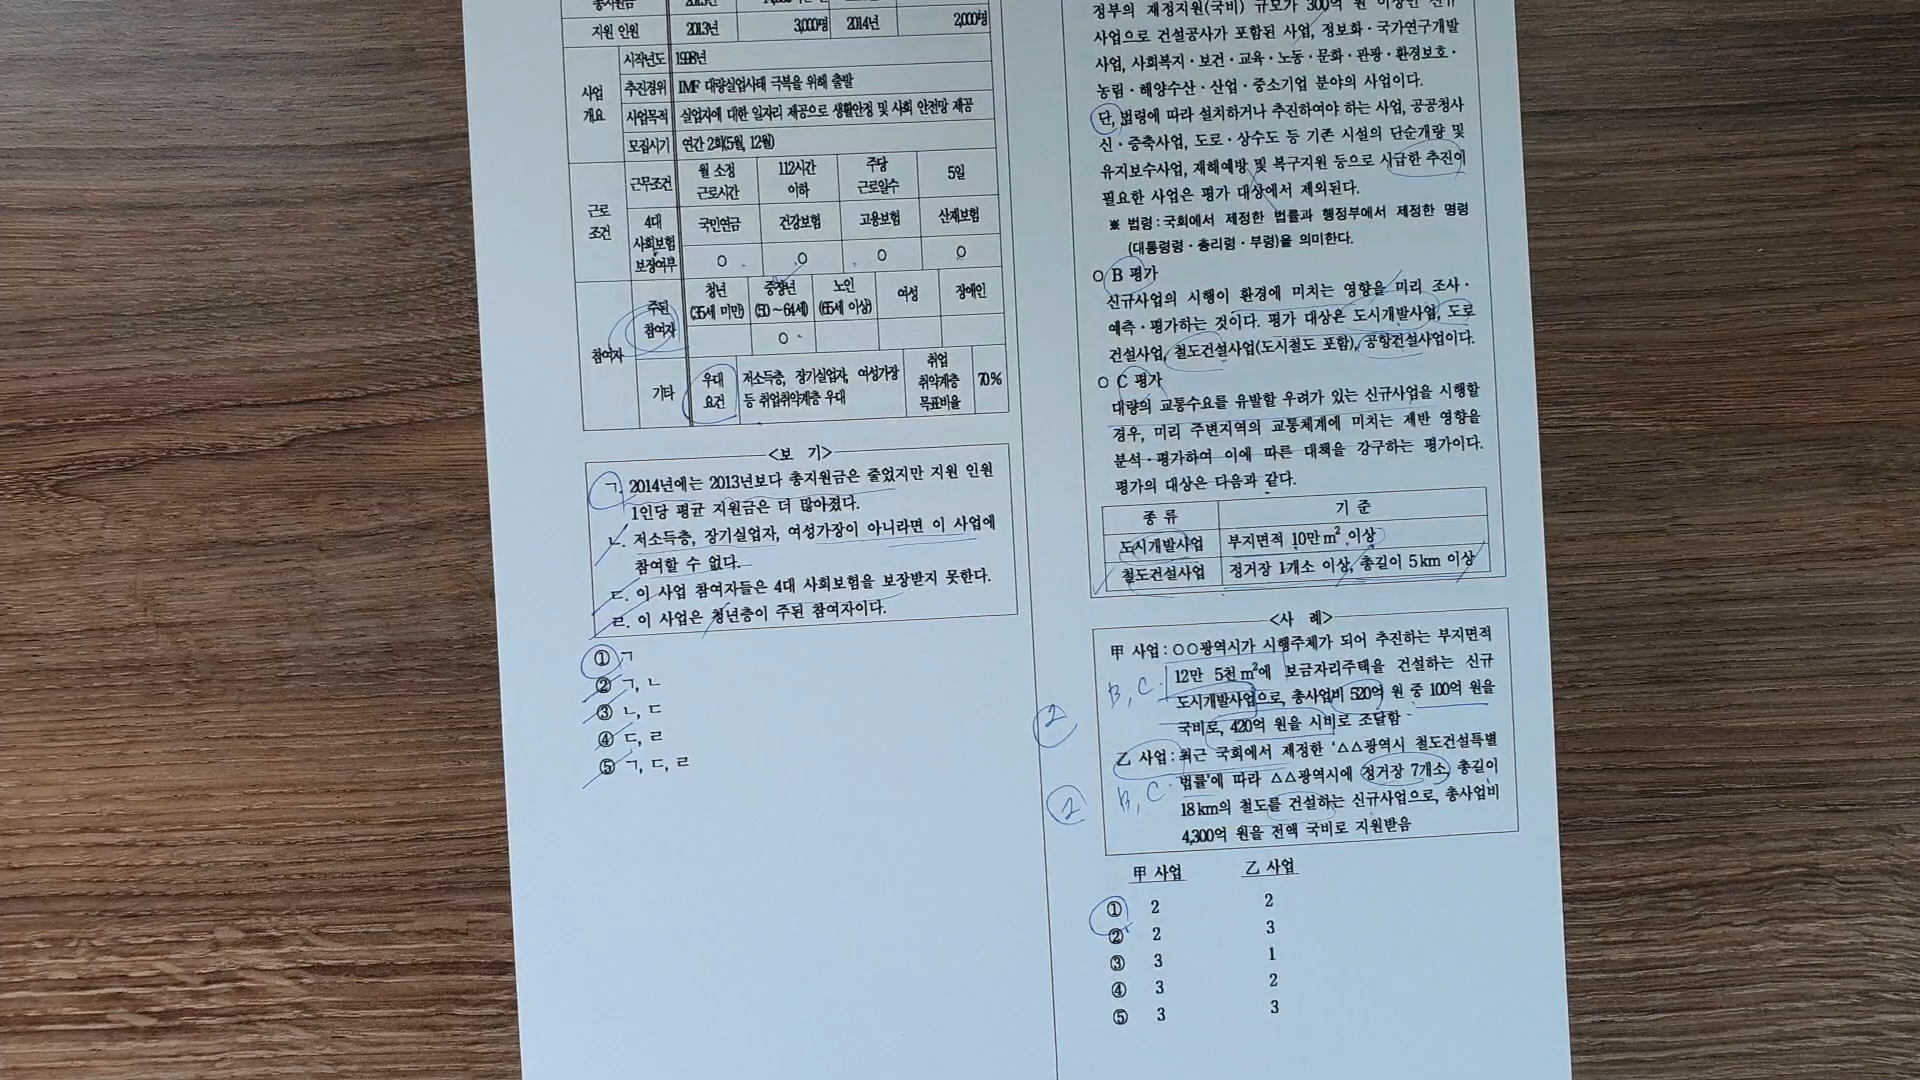 총지원금 2013년
지원 인원 2013년 3,000명 2014년 2,000명
사업 개요
시작년도 1998년
추진경위 IMF 대량실업사태 극복을 위해 출발
사업목적 실업자에 대한 일자리 제공으로 생활안정 및 사회 안전망 제공
모집시기 연간 2회(5월, 12월)
근로 조건
근무조건 월 소정 근로시간 112시간 이하 주당 근로일수 5일
4대 사회보험 보장여부 국민연금 건강보험 고용보험 산재보험
○ ○ ○ ○
참여자
주된 참여자 청년 (35세 미만) 중장년 (50~64세) 노인 (65세 이상) 여성 장애인
○
기타 우대 요건 저소득층, 장기실업자, 여성가장 등 취업취약계층 우대 취업 취약계층 목표비율 70%
<보 기>
ㄱ. 2014년에는 2013년보다 총지원금은 줄었지만 지원 인원
1인당 평균 지원금은 더 많아졌다.
ㄴ. 저소득층, 장기실업자, 여성가장이 아니라면 이 사업에
참여할 수 없다.
ㄷ. 이 사업 참여자들은 4대 사회보험을 보장받지 못한다.
ㄹ. 이 사업은 청년층이 주된 참여자이다.
① ㄱ
② ㄱ, ㄴ
③ ㄴ, ㄷ
④ ㄷ, ㄹ
⑤ ㄱ, ㄷ, ㄹ
정부의 재정지원(국비) 규모가 300억 원 이상인 신규
사업으로 건설공사가 포함된 사업, 정보화·국가연구개발
사업, 사회복지·보건·교육·노동·문화·관광·환경보호·
농림·해양수산·산업·중소기업 분야의 사업이다.
단, 법령에 따라 설치하거나 추진하여야 하는 사업, 공공청사
신·증축사업, 도로·상수도 등 기존 시설의 단순개량 및
유지보수사업, 재해예방 및 복구지원 등으로 시급한 추진이
필요한 사업은 평가 대상에서 제외된다.
※ 법령 : 국회에서 제정한 법률과 행정부에서 제정한 명령
(대통령령·총리령·부령)을 의미한다.
○ B 평가
신규사업의 시행이 환경에 미치는 영향을 미리 조사·
예측·평가하는 것이다. 평가 대상은 도시개발사업, 도로
건설사업, 철도건설사업(도시철도 포함), 공항건설사업이다.
○ C 평가
대량의 교통수요를 유발할 우려가 있는 신규사업을 시행할
경우, 미리 주변지역의 교통체계에 미치는 제반 영향을
분석·평가하여 이에 따른 대책을 강구하는 평가이다.
평가의 대상은 다음과 같다.
종 류 기 준
도시개발사업 부지면적 10만 m² 이상
철도건설사업 정거장 1개소 이상, 총길이 5km 이상
<사 례>
甲 사업 : ○○광역시가 시행주체가 되어 추진하는 부지면적
12만 5천 m²에 보금자리주택을 건설하는 신규
도시개발사업으로, 총사업비 520억 원 중 100억 원을
국비로, 420억 원을 시비로 조달함
B, C
2
乙 사업 : 최근 국회에서 제정한 '△△광역시 철도건설특별
법률'에 따라 △△광역시에 정거장 7개소, 총길이
18km의 철도를 건설하는 신규사업으로, 총사업비
4,300억 원을 전액 국비로 지원받음
B, C
2
甲 사업 乙 사업
① 2 2
② 2 3
③ 3 1
④ 3 2
⑤ 3 3